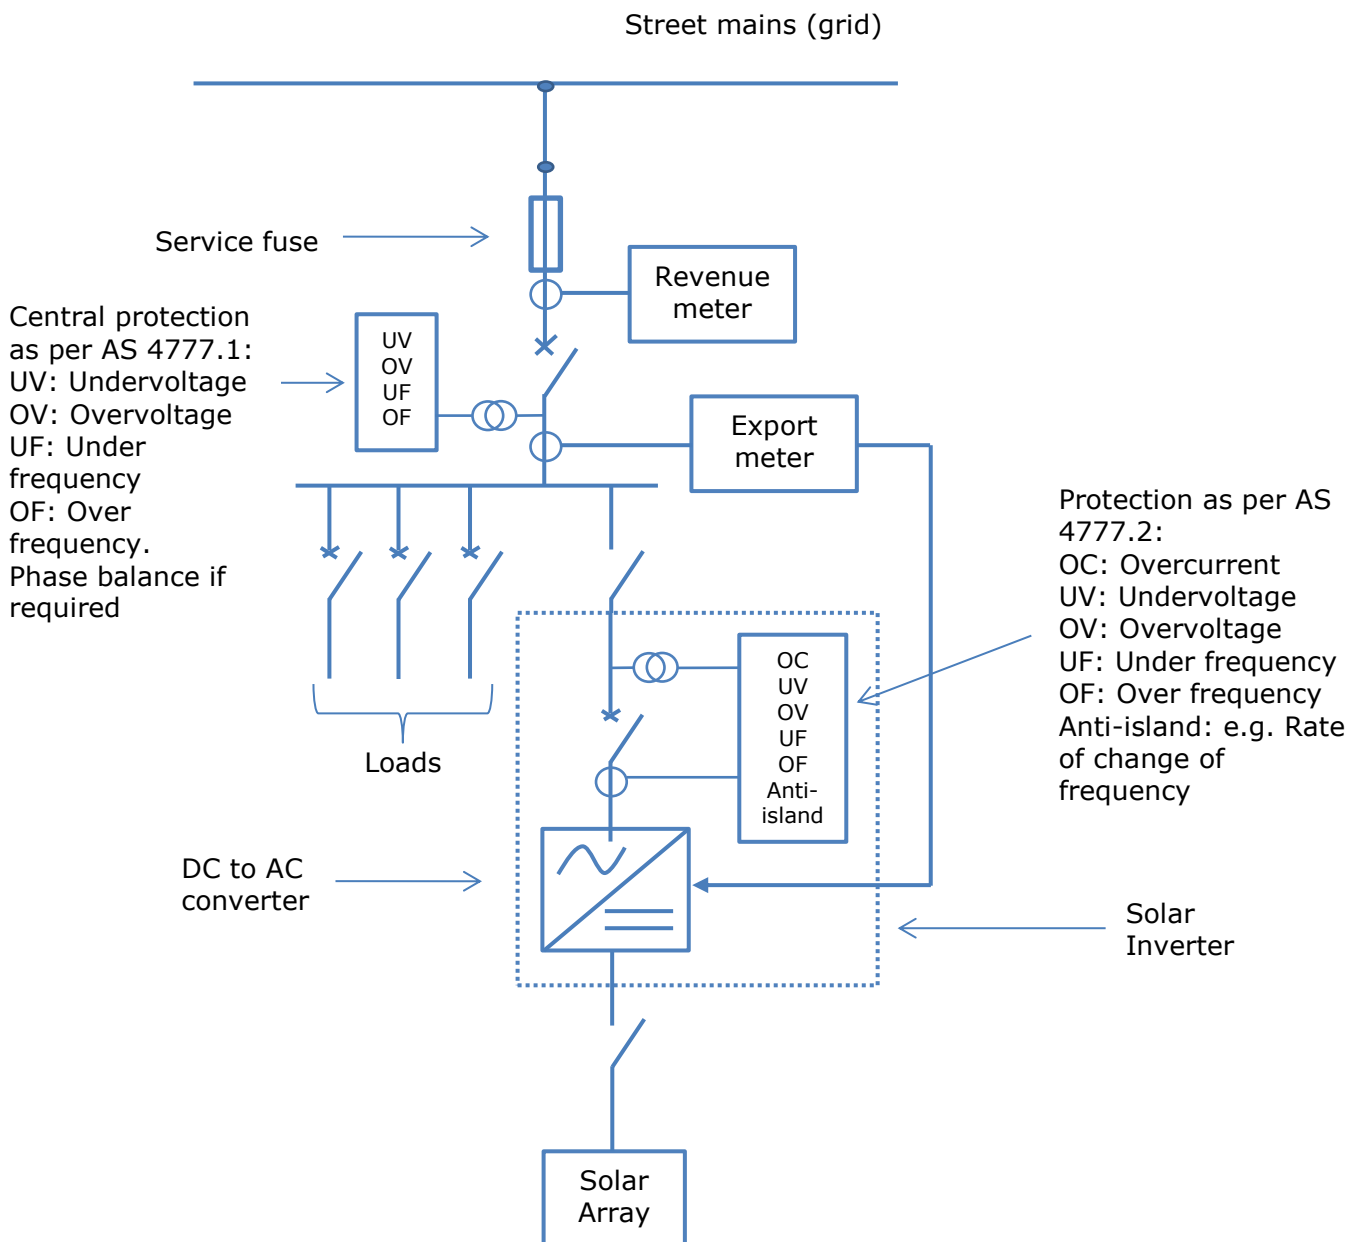 Street mains (grid)
Service fuse
Revenue
meter
Central protection
as per AS 4777.1:
UV: Undervoltage
OV: Overvoltage
UF: Under
frequency
OF: Over
frequency.
Phase balance if
required
UV
OV
UF
OF
Export
meter
Protection as per AS
4777.2:
OC: Overcurrent
UV: Undervoltage
OV: Overvoltage
UF: Under frequency
OF: Over frequency
Anti-island: e.g. Rate
of change of
frequency
OC
UV
OV
UF
OF
Anti-
island
Loads
DC to AC
converter
Solar
Inverter
Solar
Array